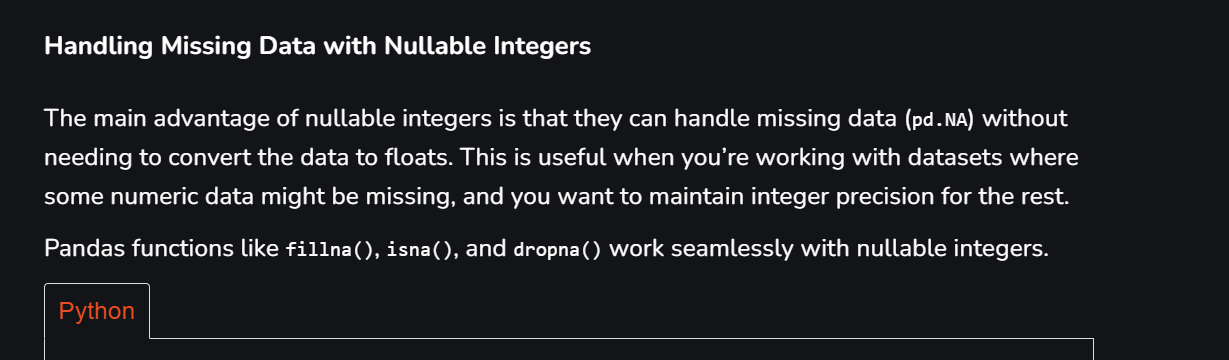 Handling Missing Data with Nullable Integers
The main advantage of nullable integers is that they can handle missing data (pd.NA) without
needing to convert the data to floats. This is useful when you’re working with datasets where
some numeric data might be missing, and you want to maintain integer precision for the rest.
Pandas functions like fillna(), isna(), and dropna() work seamlessly with nullable integers.
Python